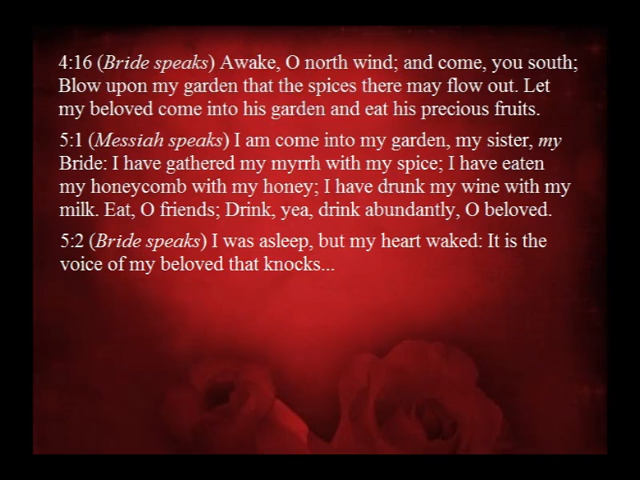 4:16 (Bride speaks) Awake, O north wind; and come, you south;
Blow upon my garden that the spices there may flow out. Let
my beloved come into his garden and eat his precious fruits.
5:1 (Messiah speaks) I am come into my garden, my sister, my
Bride: I have gathered my myrrh with my spice; I have eaten
my honeycomb with my honey; I have drunk my wine with my
milk. Eat, O friends; Drink, yea, drink abundantly, O beloved.
5:2 (Bride speaks) I was asleep, but my heart waked: It is the
voice of my beloved that knocks...